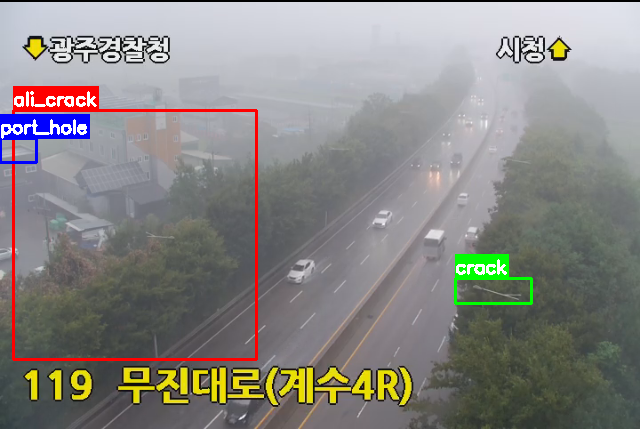 ⬇광주경찰청
시청⬆
ali_crack
port_hole
crack
119 무진대로(계수4R)